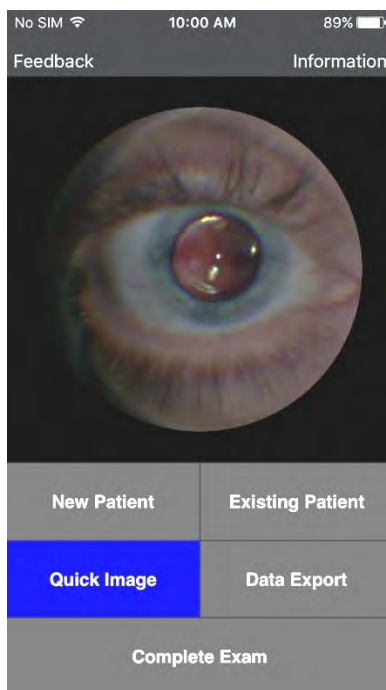 No SIM 10:00 AM 89%
Feedback Information
New Patient Existing Patient
Quick Image Data Export
Complete Exam